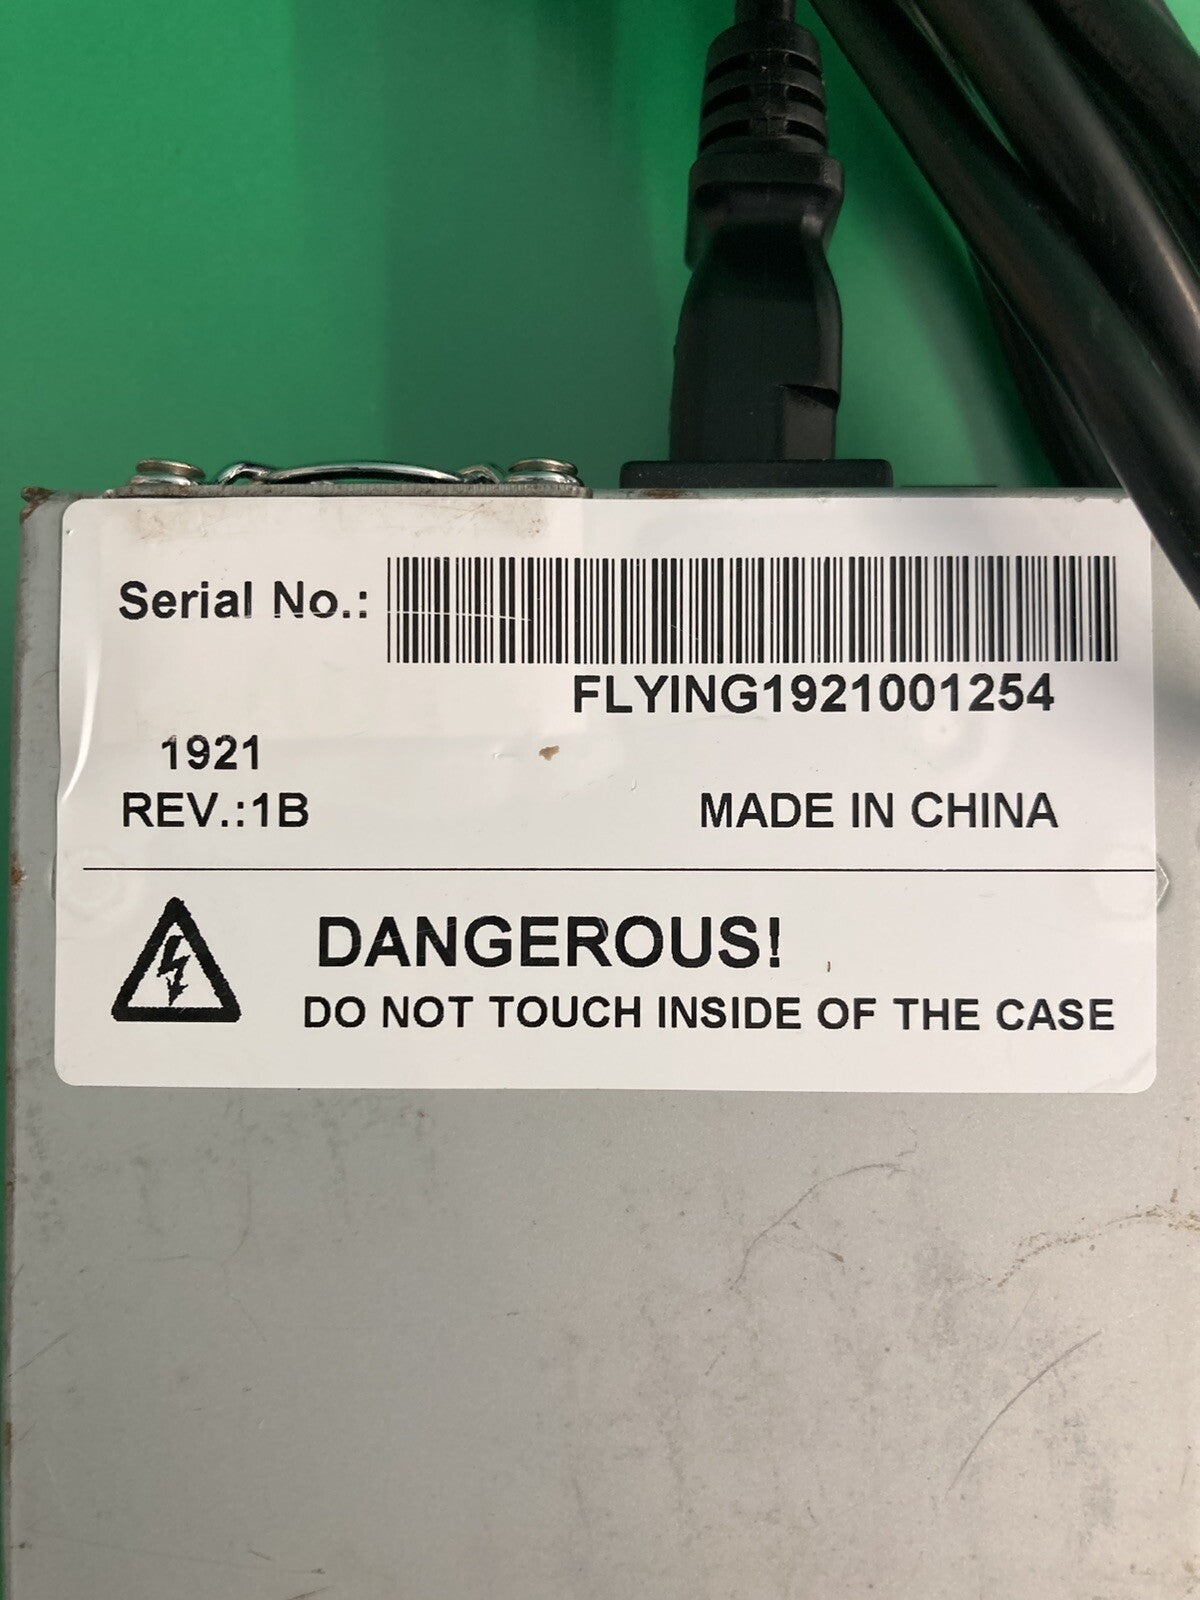 Serial No.:
FLYING1921001254
1921
REV.:1B
MADE IN CHINA
DANGEROUS!
DO NOT TOUCH INSIDE OF THE CASE